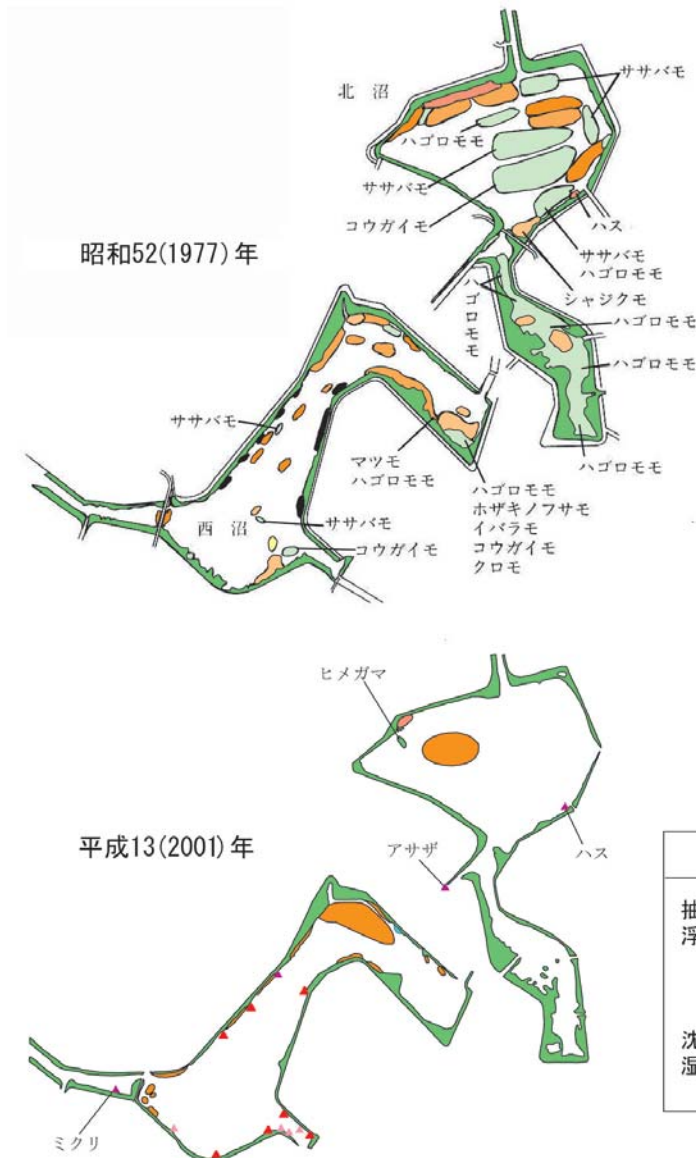 北沼
ササバモ
ハゴロモモ
ササバモ
コウガイモ
ハス
昭和52(1977)年
ササバモ
ハゴロモモ
シャジクモ
ハゴロモモ
ハゴロモモ
ハゴロモモ
ササバモ
ハゴロモモ
マツモ
ハゴロモモ
ハゴロモモ
ホザキノフサモ
イバラモ
コウガイモ
クロモ
西沼
ササバモ
コウガイモ
ヒメガマ
平成13(2001)年
アサザ
ハス
抽
浮
沈
湿
ミクリ